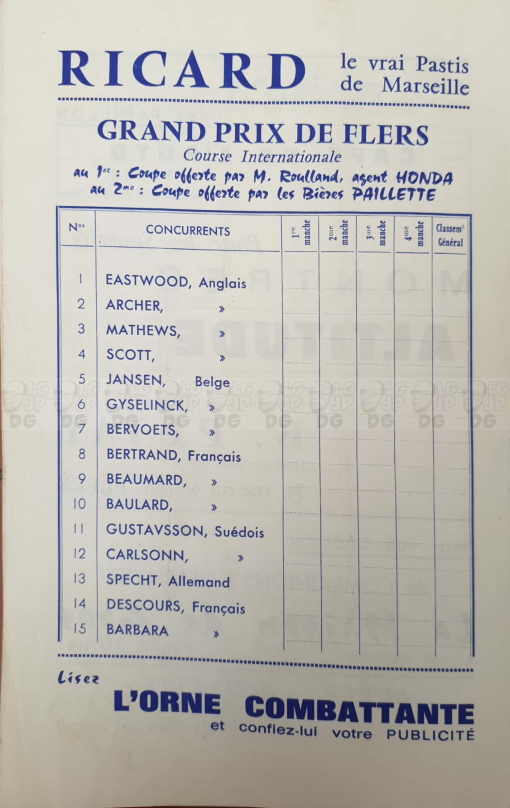 RICARD le vrai Pastis
de Marseille
GRAND PRIX DE FLERS
Course Internationale
au 1er : Coupe offerte par M. Roulland, agent HONDA
au 2me : Coupe offerte par les Bières PAILLETTE
Nos CONCURRENTS 1re manche 2me manche 3me manche 4me manche Classemt Général
1 EASTWOOD, Anglais
2 ARCHER, »
3 MATHEWS, »
4 SCOTT, »
5 JANSEN, Belge
6 GYSELINCK, »
7 BERVOETS, »
8 BERTRAND, Français
9 BEAUMARD, »
10 BAULARD, »
11 GUSTAVSSON, Suédois
12 CARLSONN, »
13 SPECHT, Allemand
14 DESCOURS, Français
15 BARBARA »
Lisez
L'ORNE COMBATTANTE
et confiez-lui votre PUBLICITÉ